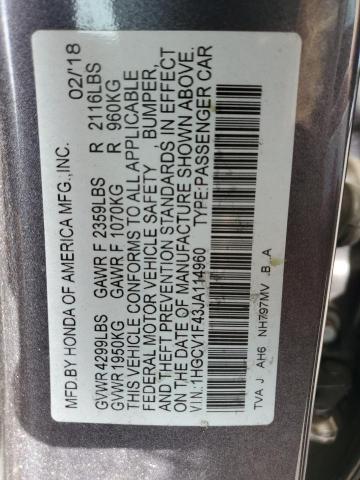 MFD.BY HONDA OF AMERICA MFG.,INC. 02/'18
GVWR 4299LBS GAWR F 2359LBS R 2116LBS
GVWR 1950KG GAWR F 1070KG R 960KG
THIS VEHICLE CONFORMS TO ALL APPLICABLE
FEDERAL MOTOR VEHICLE SAFETY BUMPER,
AND THEFT PREVENTION STANDARDS IN EFFECT
ON THE DATE OF MANUFACTURE SHOWN ABOVE.
VIN:1HGCV1F43JA114960 TYPE:PASSENGER CAR
TVA J AH6 NH797MV B A